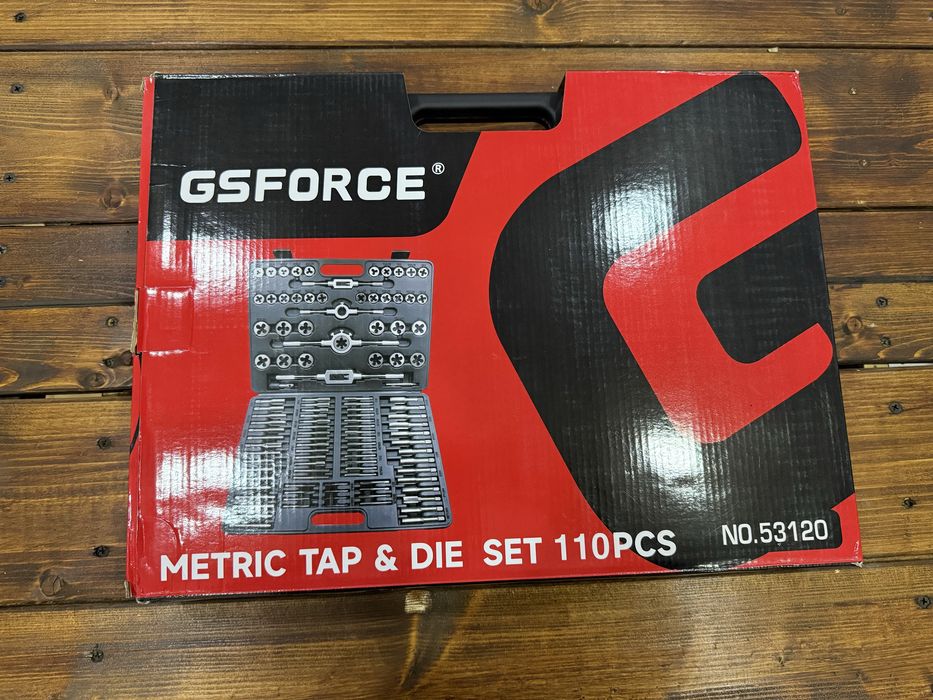 GSFORCE®
METRIC TAP & DIE SET 110PCS
NO.53120